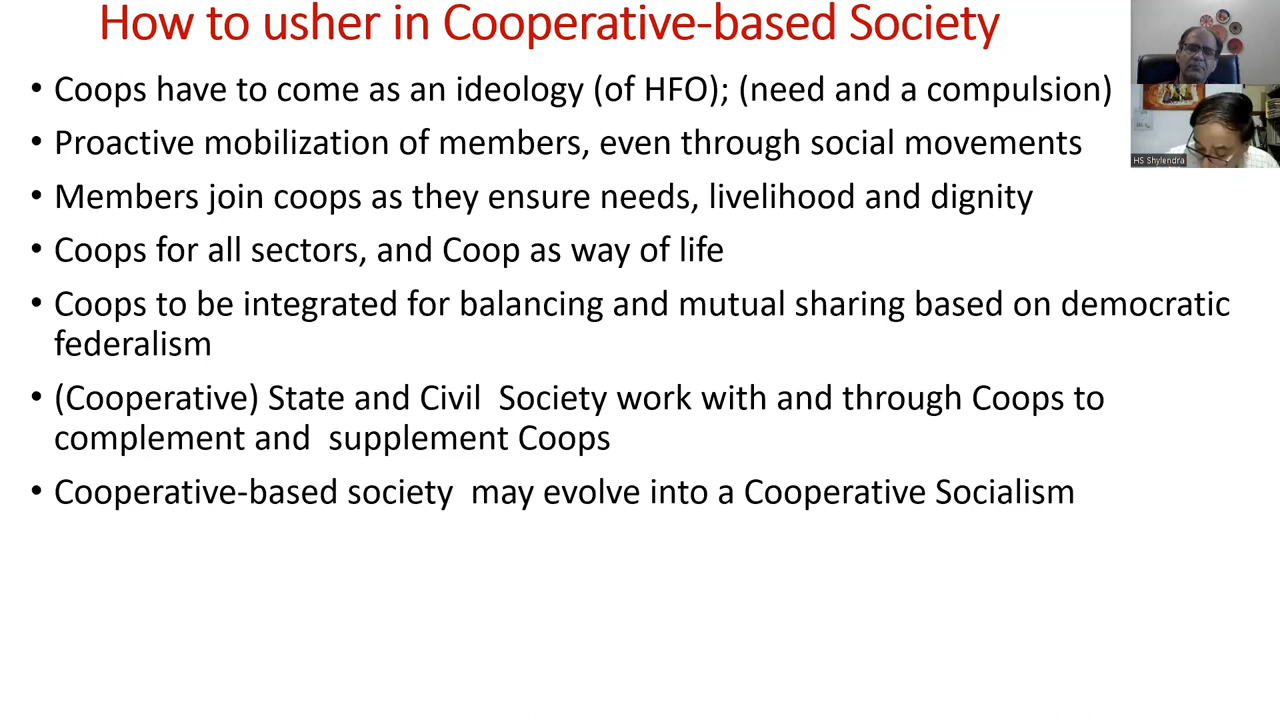 How to usher in Cooperative-based Society
• Coops have to come as an ideology (of HFO); (need and a compulsion)
• Proactive mobilization of members, even through social movements
• Members join coops as they ensure needs, livelihood and dignity
• Coops for all sectors, and Coop as way of life
• Coops to be integrated for balancing and mutual sharing based on democratic
federalism
• (Cooperative) State and Civil  Society work with and through Coops to
complement and  supplement Coops
• Cooperative-based society  may evolve into a Cooperative Socialism
HS Shylendra